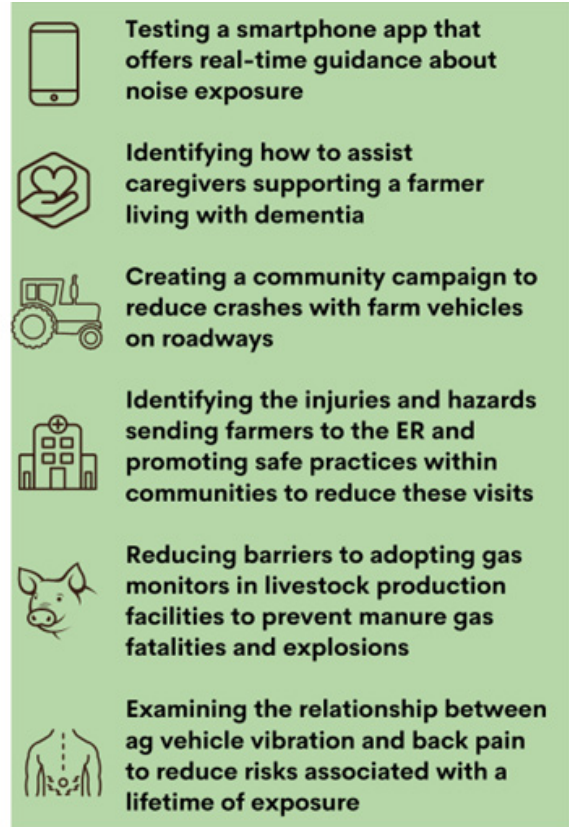 Testing a smartphone app that
offers real-time guidance about
noise exposure
Identifying how to assist
caregivers supporting a farmer
living with dementia
Creating a community campaign to
reduce crashes with farm vehicles
on roadways
Identifying the injuries and hazards
sending farmers to the ER and
promoting safe practices within
communities to reduce these visits
Reducing barriers to adopting gas
monitors in livestock production
facilities to prevent manure gas
fatalities and explosions
Examining the relationship between
ag vehicle vibration and back pain
to reduce risks associated with a
lifetime of exposure